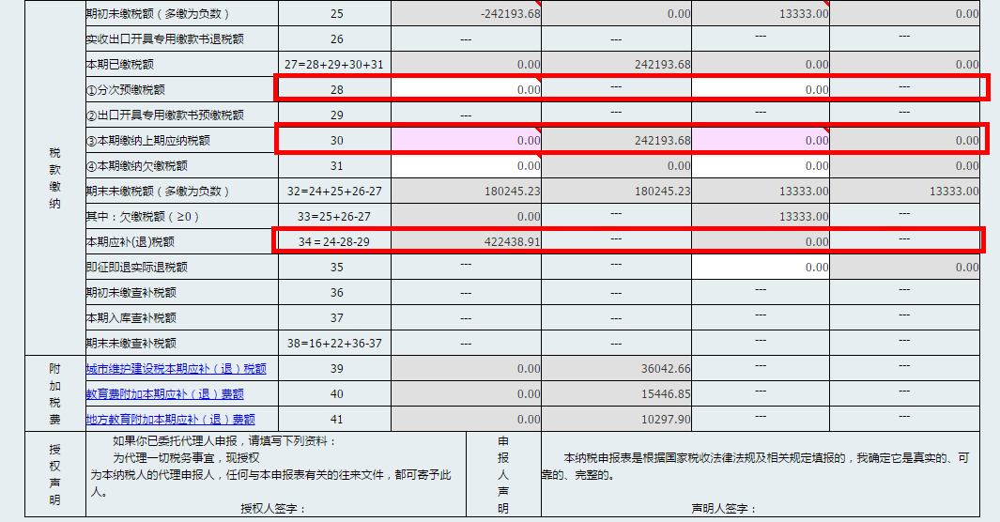 期初未缴税额（多缴为负数） 25 -242193.68 0.00 13333.00 0.00
实收出口开具专用缴款书退税额 26 --- --- --- ---
本期已缴税额 27=28+29+30+31 0.00 242193.68 0.00 0.00
①分次预缴税额 28 0.00 --- 0.00 ---
②出口开具专用缴款书预缴税额 29 --- --- --- ---
税款缴纳
③本期缴纳上期应纳税额 30 0.00 242193.68 0.00 0.00
④本期缴纳欠缴税额 31 0.00 0.00 0.00 0.00
期末未缴税额（多缴为负数） 32=24+25+26-27 180245.23 180245.23 13333.00 13333.00
其中：欠缴税额（≥0） 33=25+26-27 0.00 --- 13333.00 ---
本期应补(退)税额 34＝24-28-29 422438.91 --- 0.00 ---
即征即退实际退税额 35 --- --- 0.00 0.00
期初未缴查补税额 36 --- --- --- ---
本期入库查补税额 37 --- --- --- ---
期末未缴查补税额 38=16+22+36-37 --- --- --- ---
附加税费
城市维护建设税本期应补（退）税额 39 0.00 36042.66 --- ---
教育费附加本期应补（退）费额 40 0.00 15446.85 --- ---
地方教育附加本期应补（退）费额 41 0.00 10297.90 --- ---
授权声明
如果你已委托代理人申报，请填写下列资料：
为代理一切税务事宜，现授权
为本纳税人的代理申报人，任何与本申报表有关的往来文件，都可寄予此
人。
授权人签字：
申报人声明
本纳税申报表是根据国家税收法律法规及相关规定填报的，我确定它是真实的、可
靠的、完整的。
声明人签字：